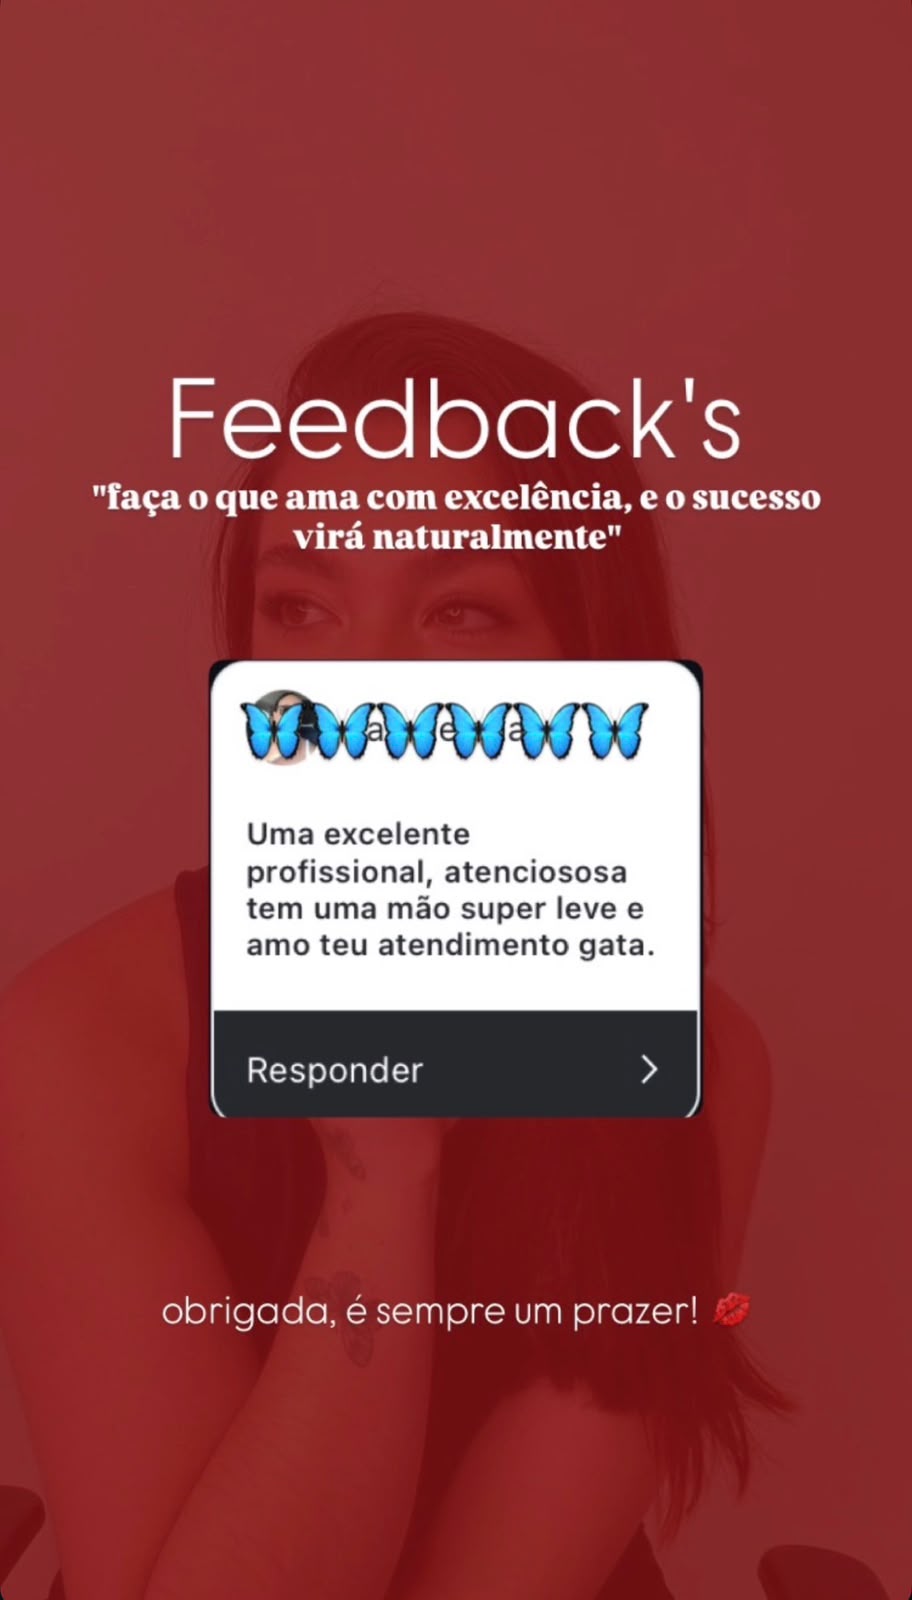 Feedback's
"faça o que ama com excelência, e o sucesso
virá naturalmente"
Uma excelente
profissional, atenciososa
tem uma mão super leve e
amo teu atendimento gata.
Responder
obrigada, é sempre um prazer! 💋